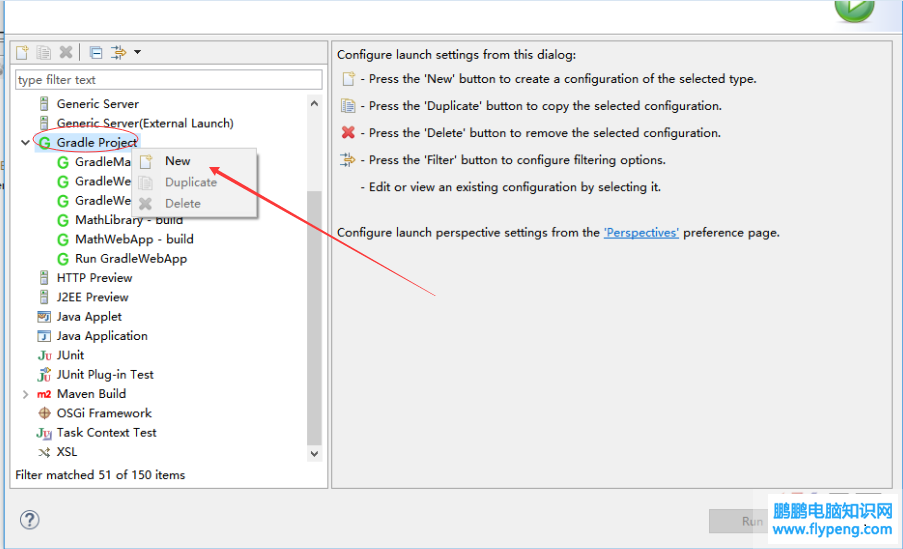 type filter text
Generic Server
Generic Server(External Launch)
Gradle Project
GradleMa
GradleWe
GradleWe
MathLibrary - build
MathWebApp - build
Run GradleWebApp
HTTP Preview
J2EE Preview
Java Applet
Java Application
Ju JUnit
JUnit Plug-in Test
m2 Maven Build
OSGi Framework
Ju Task Context Test
XSL
Filter matched 51 of 150 items
New
Duplicate
Delete
Configure launch settings from this dialog:
- Press the 'New' button to create a configuration of the selected type.
- Press the 'Duplicate' button to copy the selected configuration.
- Press the 'Delete' button to remove the selected configuration.
- Press the 'Filter' button to configure filtering options.
- Edit or view an existing configuration by selecting it.
Configure launch perspective settings from the 'Perspectives' preference page.
Run
鹏鹏电脑知识网
www.flypeng.com